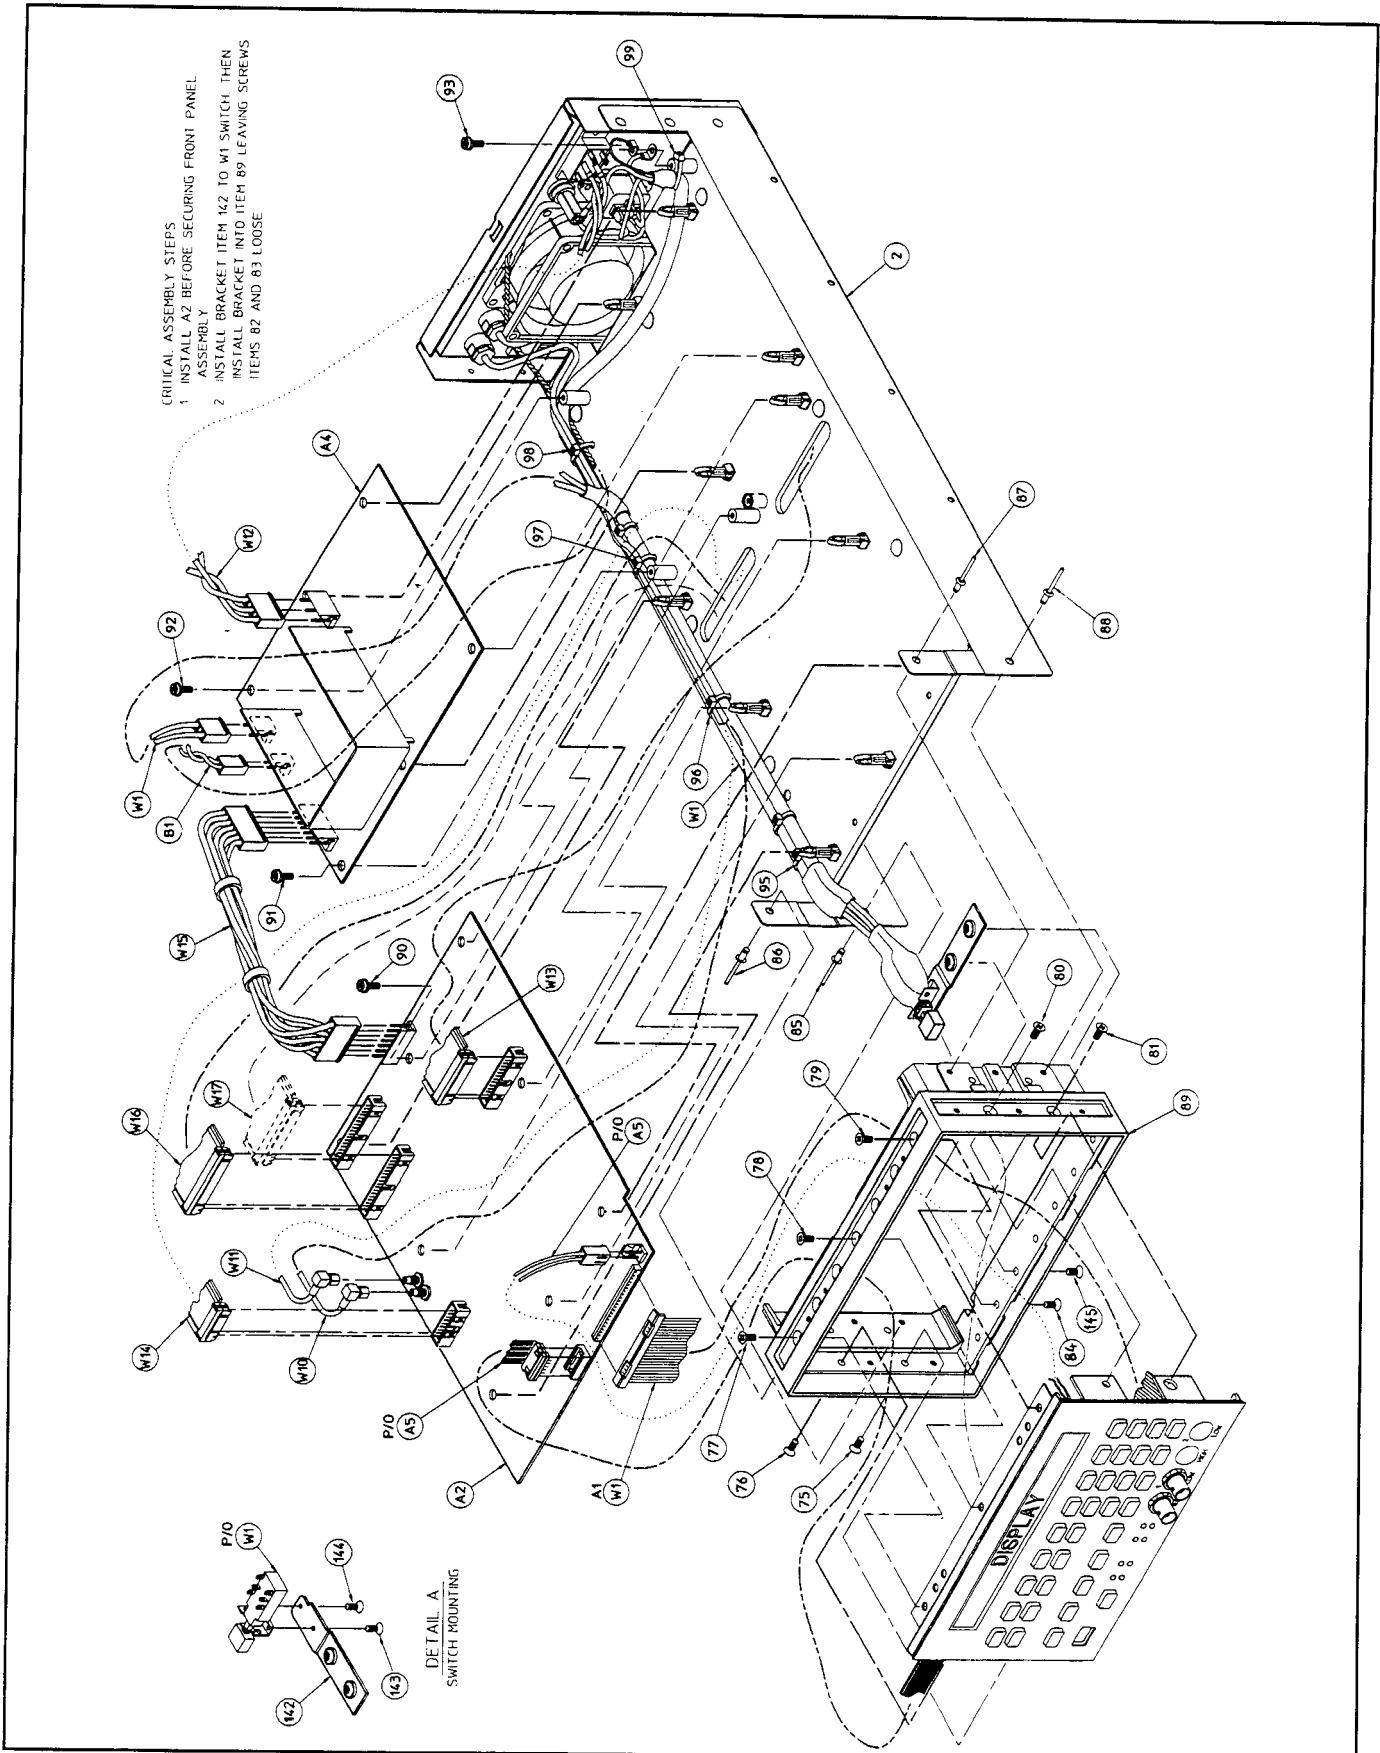 CRITICAL ASSEMBLY STEPS
1 INSTALL A2 BEFORE SECURING FRONT PANEL
ASSEMBLY
2 INSTALL BRACKET ITEM 142 TO W1 SWITCH THEN
INSTALL BRACKET INTO ITEM 89 LEAVING SCREWS
ITEMS 82 AND 83 LOOSE
93
99
2
A4
98
W12
97
92
87
88
W1
B1
96
W1
91
95
W15
90
86
W13
85
80
81
W16
W17
79
89
P/O
A5
78
W11
W14
W10
145
84
77
P/O
A5
76
A2
A1
W1
75
DISPLAY
P/O
W1
144
142
143
DETAIL A
SWITCH MOUNTING